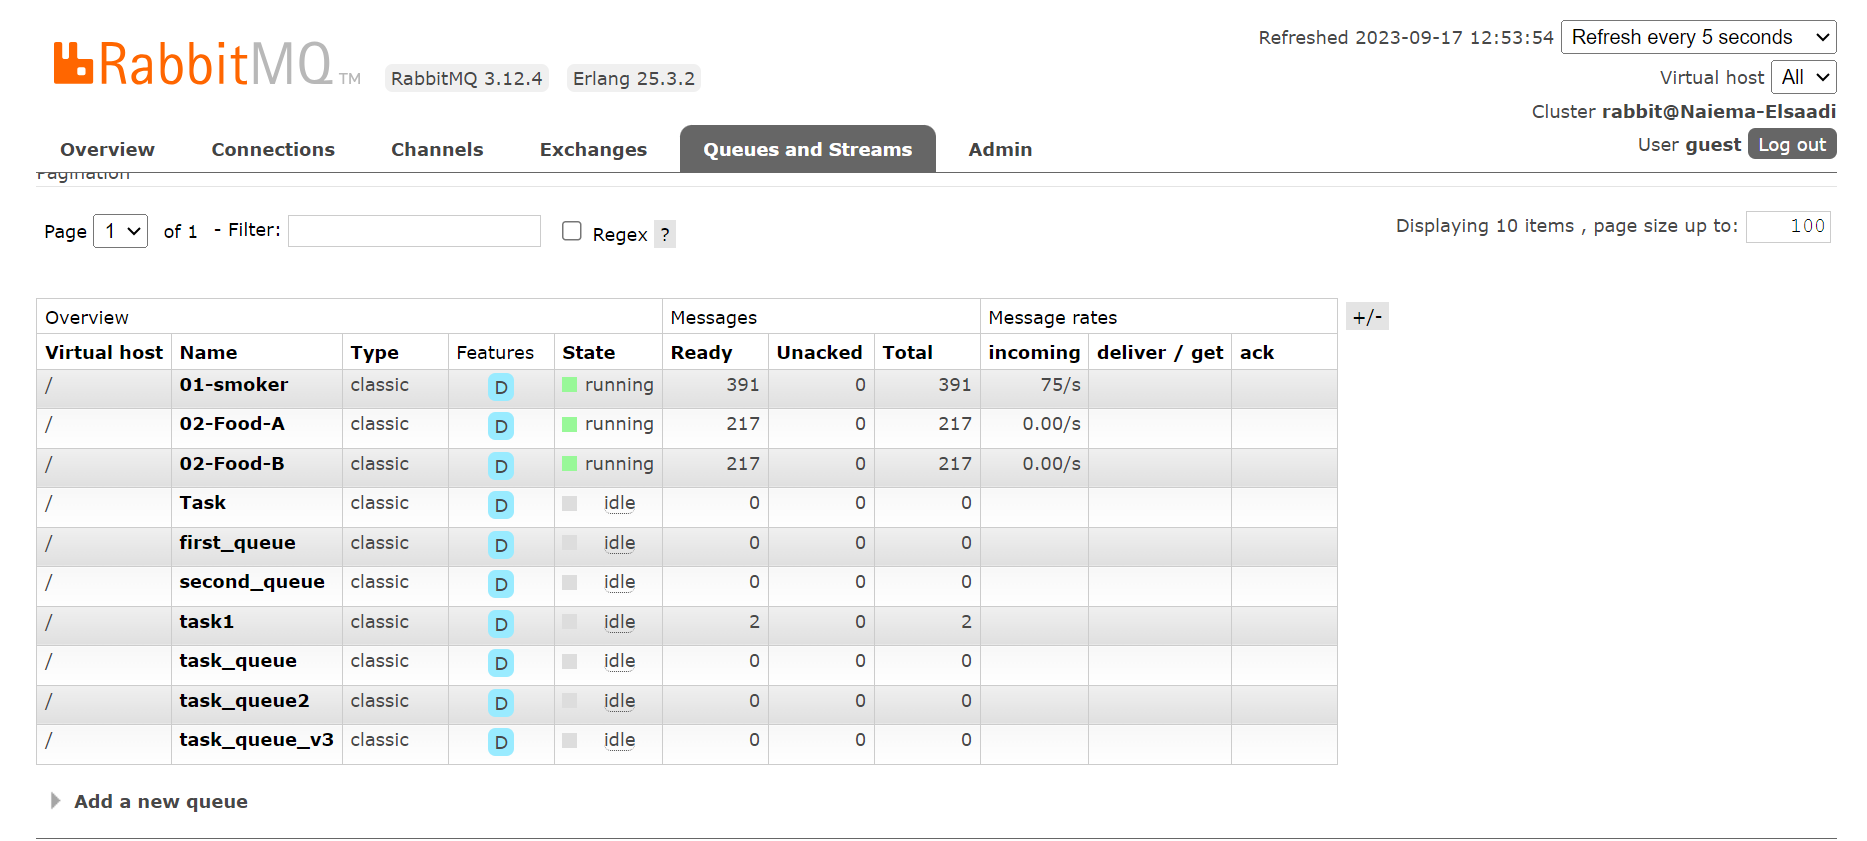 RabbitMQ TM RabbitMQ 3.12.4 Erlang 25.3.2
Refreshed 2023-09-17 12:53:54 Refresh every 5 seconds
Virtual host All
Cluster rabbit@Naiema-Elsaadi
User guest Log out
Overview Connections Channels Exchanges Queues and Streams Admin
Pagination
Page 1 of 1 - Filter: Regex ? Displaying 10 items , page size up to: 100
Overview Messages Message rates +/-
Virtual host Name Type Features State Ready Unacked Total incoming deliver / get ack
/ 01-smoker classic D running 391 0 391 75/s
/ 02-Food-A classic D running 217 0 217 0.00/s
/ 02-Food-B classic D running 217 0 217 0.00/s
/ Task classic D idle 0 0 0
/ first_queue classic D idle 0 0 0
/ second_queue classic D idle 0 0 0
/ task1 classic D idle 2 0 2
/ task_queue classic D idle 0 0 0
/ task_queue2 classic D idle 0 0 0
/ task_queue_v3 classic D idle 0 0 0
Add a new queue